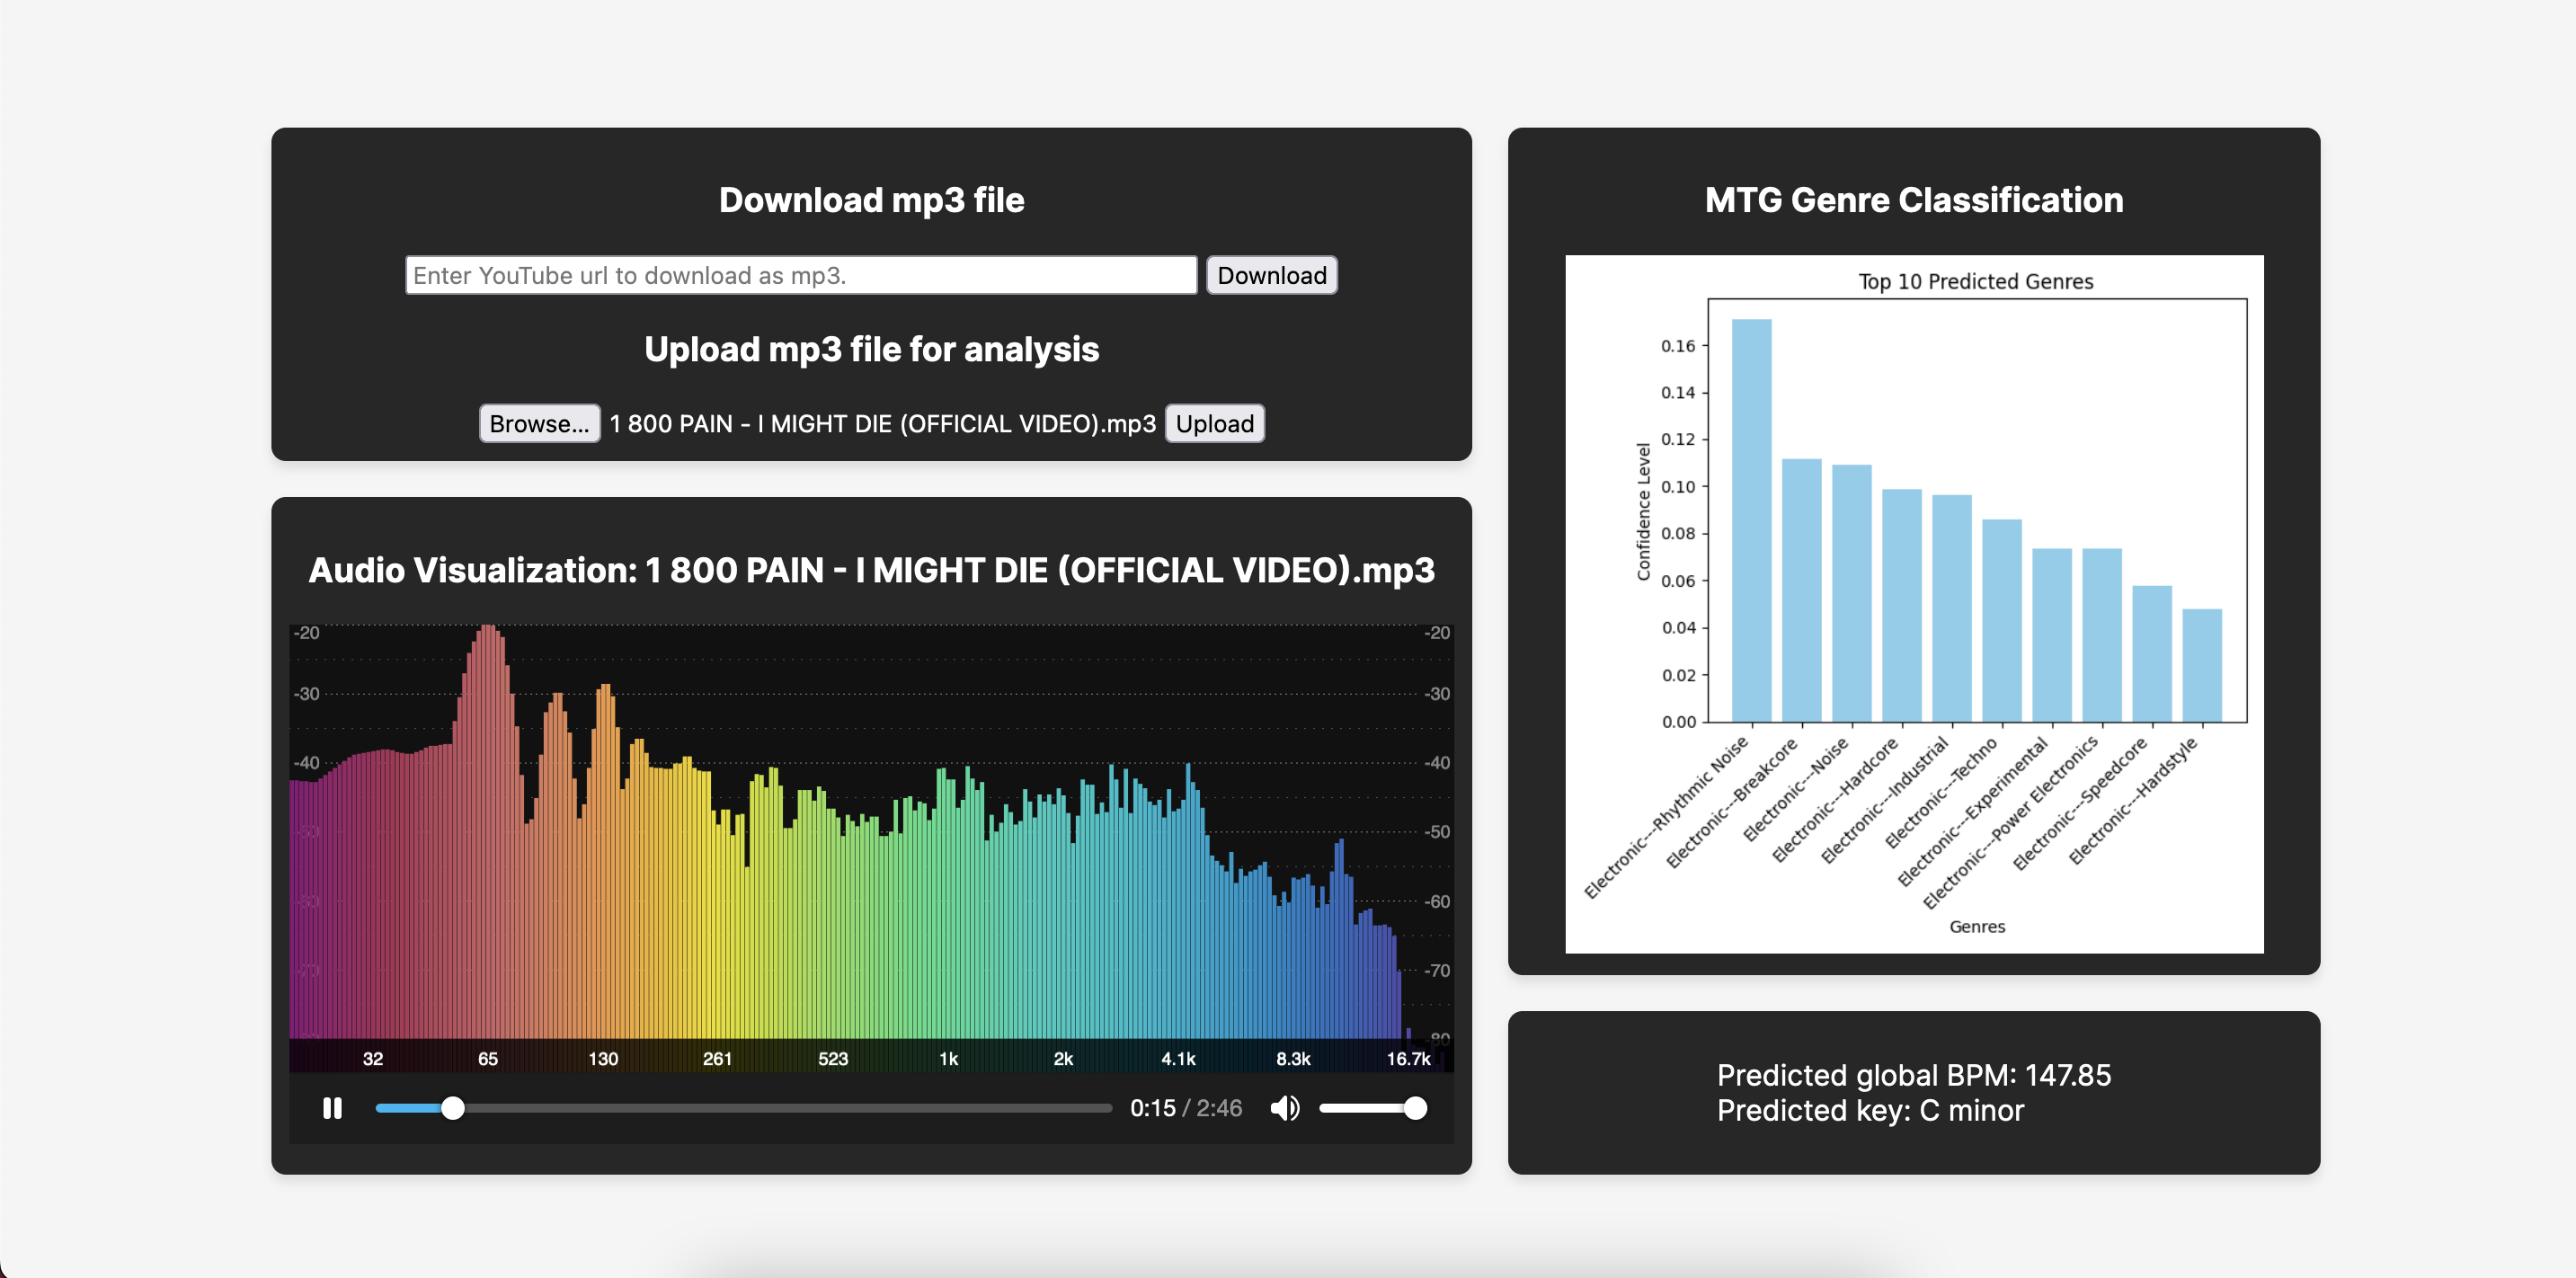 Download mp3 file
Enter YouTube url to download as mp3.
Download
Upload mp3 file for analysis
Browse...
1 800 PAIN - I MIGHT DIE (OFFICIAL VIDEO).mp3
Upload
Audio Visualization: 1 800 PAIN - I MIGHT DIE (OFFICIAL VIDEO).mp3
-20 -20
-30 -30
-40 -40
-50 -50
-60 -60
-70 -70
-80
32 65 130 261 523 1k 2k 4.1k 8.3k 16.7k
0:15 / 2:46
MTG Genre Classification
Top 10 Predicted Genres
Confidence Level
0.16
0.14
0.12
0.10
0.08
0.06
0.04
0.02
0.00
Electronic---Rhythmic Noise
Electronic---Breakcore
Electronic---Noise
Electronic---Hardcore
Electronic---Industrial
Electronic---Techno
Electronic---Experimental
Electronic---Power Electronics
Electronic---Speedcore
Electronic---Hardstyle
Genres
Predicted global BPM: 147.85
Predicted key: C minor